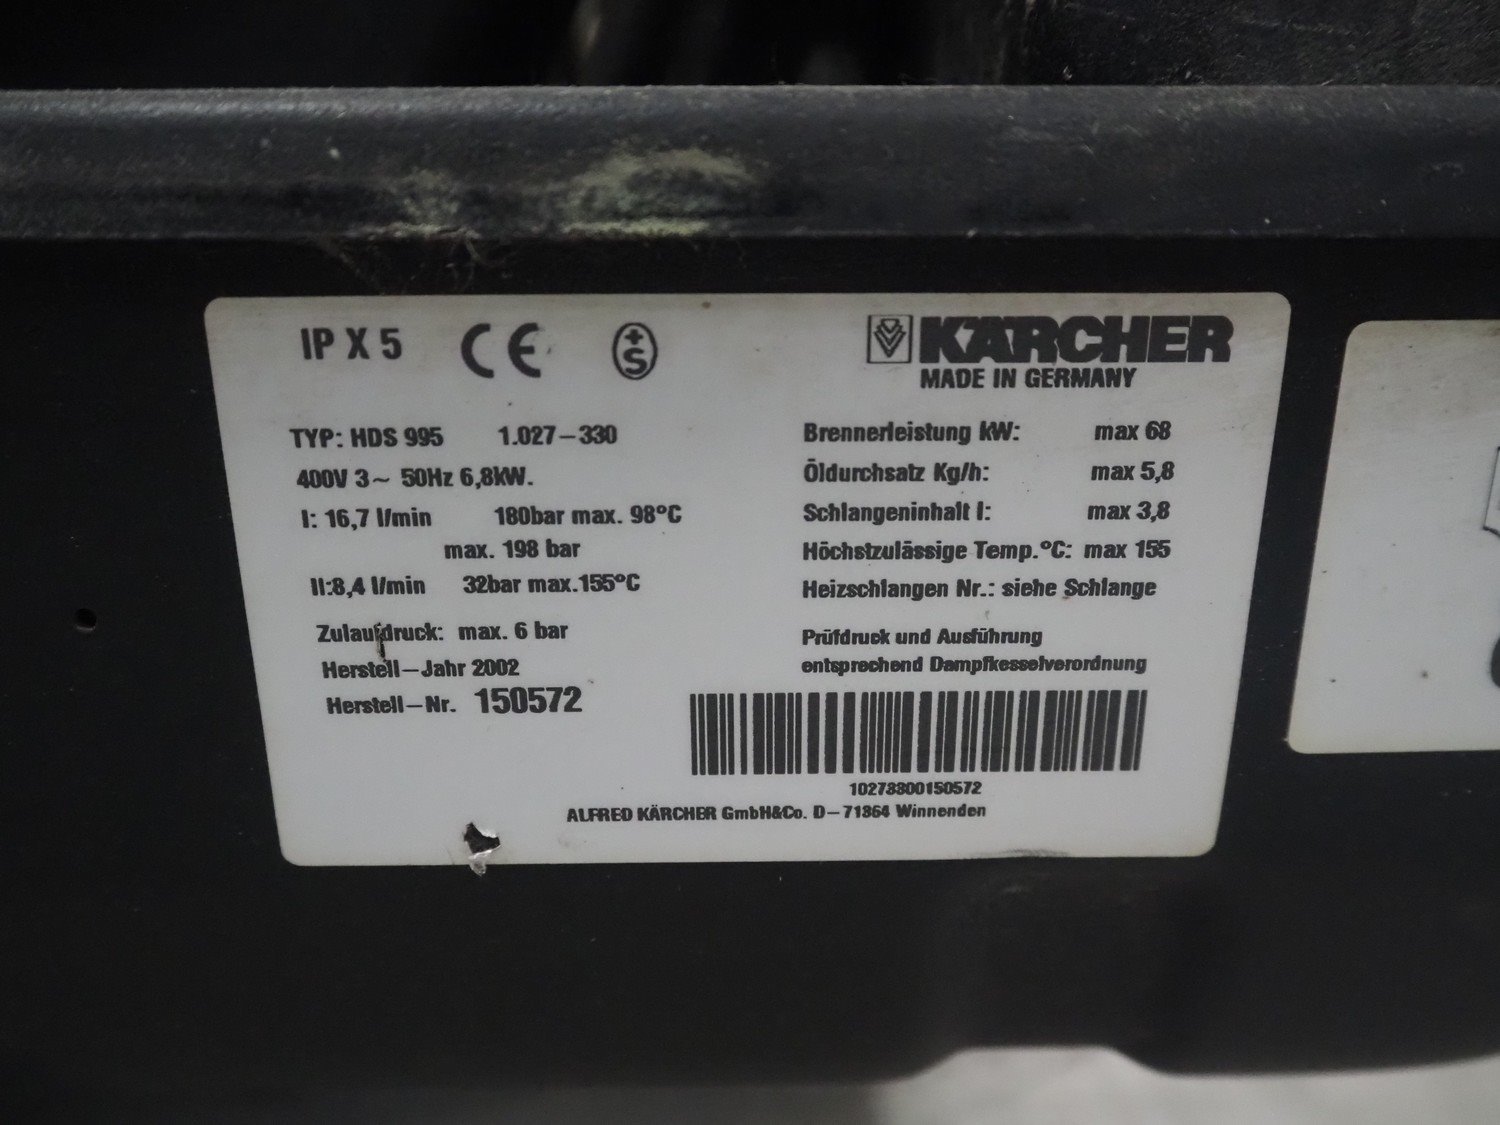 IP X 5 CE +S
KÄRCHER
MADE IN GERMANY
TYP: HDS 995 1.027-330
400V 3~ 50Hz 6,8kW.
I: 16,7 l/min 180bar max. 98°C
max. 198 bar
II:8,4 l/min 32bar max.155°C
Zulaufdruck: max. 6 bar
Herstell-Jahr 2002
Herstell-Nr. 150572
Brennerleistung kW: max 68
Öldurchsatz Kg/h: max 5,8
Schlangeninhalt l: max 3,8
Höchstzulässige Temp.°C: max 155
Heizschlangen Nr.: siehe Schlange
Prüfdruck und Ausführung
entsprechend Dampfkesselverordnung
10273300150572
ALFRED KÄRCHER GmbH&Co. D-71364 Winnenden